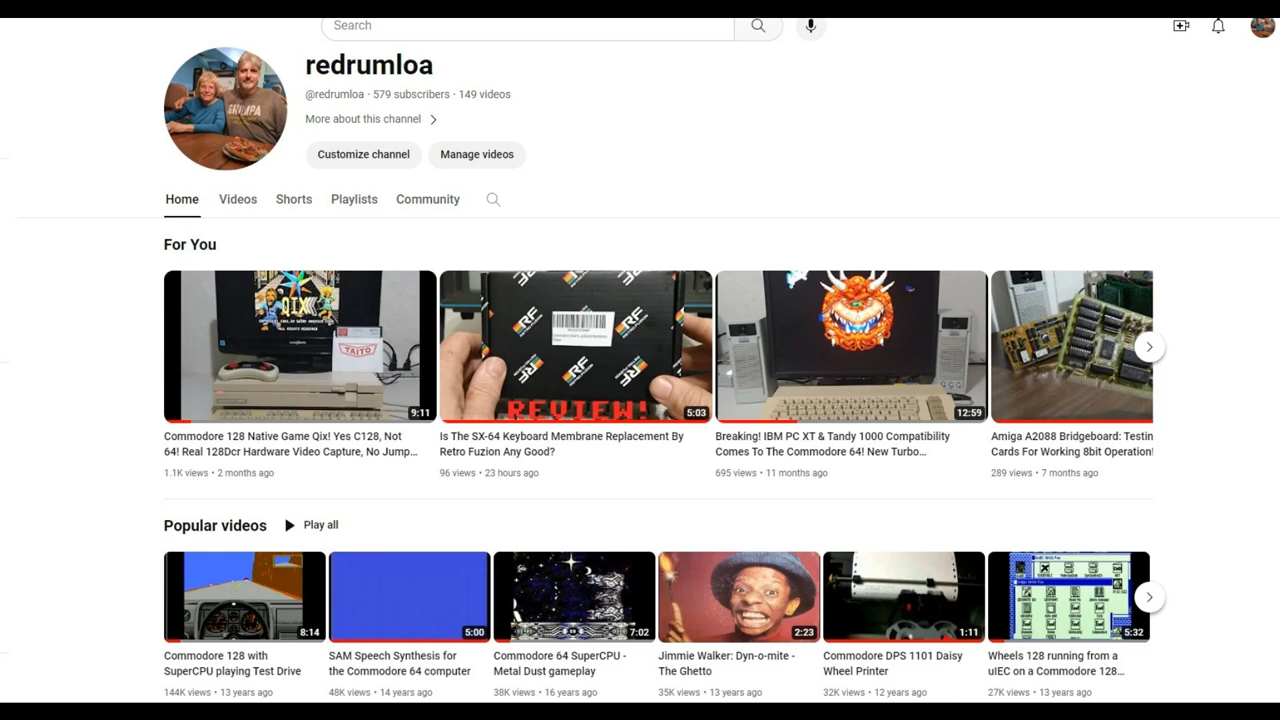 Search
redrumloa
@redrumloa · 579 subscribers · 149 videos
More about this channel
Customize channel
Manage videos
Home
Videos
Shorts
Playlists
Community
For You
QIX
TAITO
9:11
RF
REVIEW!
5:03
12:59
Commodore 128 Native Game Qix! Yes C128, Not
64! Real 128Dcr Hardware Video Capture, No Jump...
1.1K views · 2 months ago
Is The SX-64 Keyboard Membrane Replacement By
Retro Fuzion Any Good?
96 views · 23 hours ago
Breaking! IBM PC XT & Tandy 1000 Compatibility
Comes To The Commodore 64! New Turbo...
695 views · 11 months ago
Amiga A2088 Bridgeboard: Testin
Cards For Working 8bit Operation!
289 views · 7 months ago
Popular videos
Play all
8:14
5:00
7:02
2:23
1:11
5:32
Commodore 128 with
SuperCPU playing Test Drive
144K views · 13 years ago
SAM Speech Synthesis for
the Commodore 64 computer
48K views · 14 years ago
Commodore 64 SuperCPU -
Metal Dust gameplay
38K views · 16 years ago
Jimmie Walker: Dyn-o-mite -
The Ghetto
35K views · 13 years ago
Commodore DPS 1101 Daisy
Wheel Printer
32K views · 12 years ago
Wheels 128 running from a
uIEC on a Commodore 128...
27K views · 13 years ago